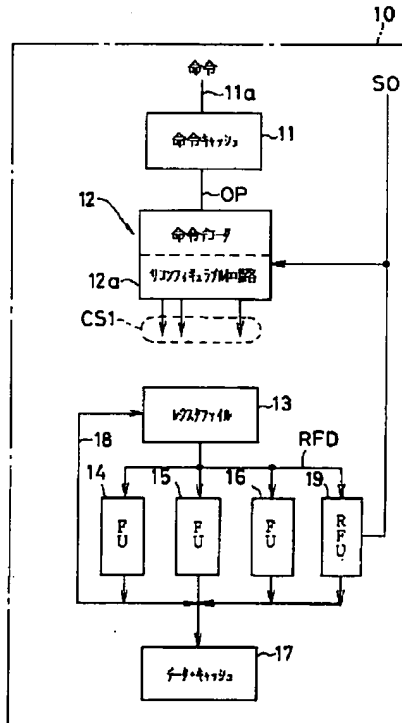 10
命令
SO
11a
命令キャッシュ
11
OP
12
命令デコーダ
リコンフィギュラブル回路
12a
CS1
レジスタファイル
13
18
RFD
14
15
16
19
FU
FU
FU
RFU
データ・キャッシュ
17